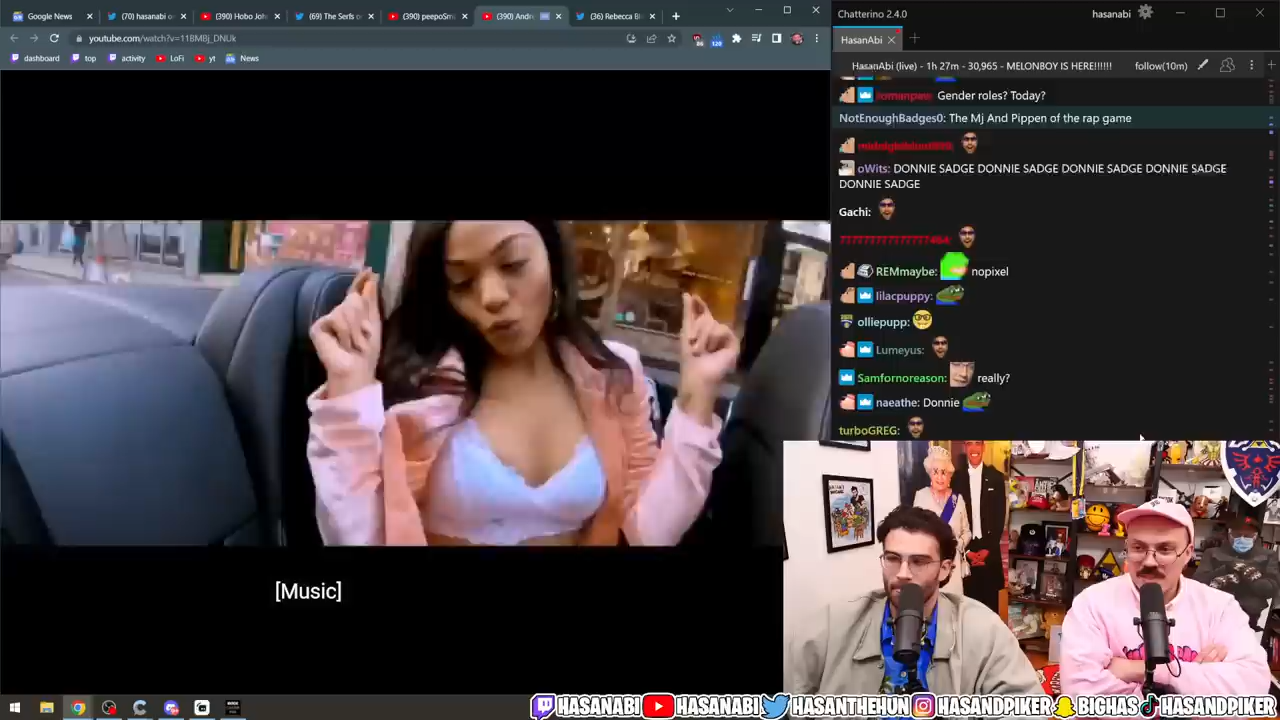 Google News
(70) hasanabi o
(390) Hobo Joh
(69) The Serfs o
(390) peepoSm
(390) Andr
(36) Rebecca Bl
youtube.com/watch?v=11BMBj_DNUk
dashboard
top
activity
LoFi
yt
News
[Music]
Chatterino 2.4.0
hasanabi
HasanAbi
HasanAbi (live) - 1h 27m - 30,965 - MELONBOY IS HERE!!!!!!
follow(10m)
Gender roles? Today?
NotEnoughBadges0: The Mj And Pippen of the rap game
oWits: DONNIE SADGE DONNIE SADGE DONNIE SADGE DONNIE SADGE
DONNIE SADGE
Gachi:
REMmaybe: nopixel
lilacpuppy:
olliepupp:
Lumeyus:
Samfornoreason: really?
naeathe: Donnie
turboGREG:
HASANABI HASANABI HASANTHEHUN HASANDPIKER BIGHAS HASANDPIKER